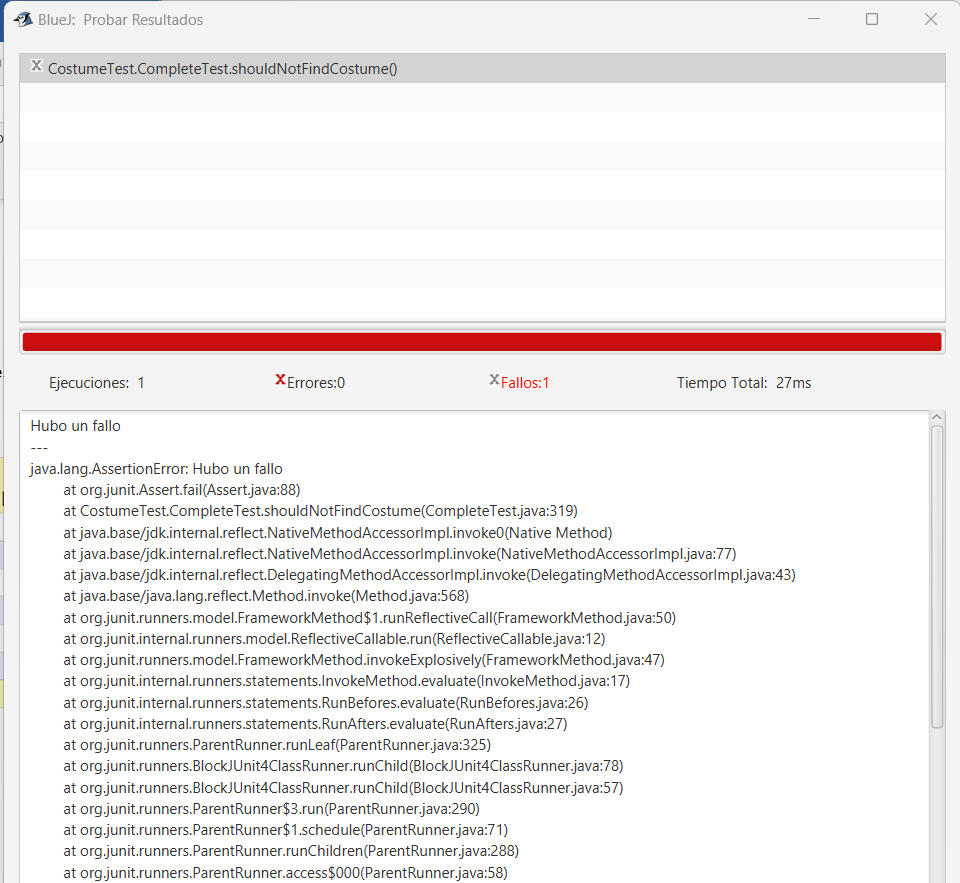 BlueJ: Probar Resultados
X CostumeTest.CompleteTest.shouldNotFindCostume()
Ejecuciones: 1
XErrores:0
XFallos:1
Tiempo Total: 27ms
Hubo un fallo
---
java.lang.AssertionError: Hubo un fallo
at org.junit.Assert.fail(Assert.java:88)
at CostumeTest.CompleteTest.shouldNotFindCostume(CompleteTest.java:319)
at java.base/jdk.internal.reflect.NativeMethodAccessorImpl.invoke0(Native Method)
at java.base/jdk.internal.reflect.NativeMethodAccessorImpl.invoke(NativeMethodAccessorImpl.java:77)
at java.base/jdk.internal.reflect.DelegatingMethodAccessorImpl.invoke(DelegatingMethodAccessorImpl.java:43)
at java.base/java.lang.reflect.Method.invoke(Method.java:568)
at org.junit.runners.model.FrameworkMethod$1.runReflectiveCall(FrameworkMethod.java:50)
at org.junit.internal.runners.model.ReflectiveCallable.run(ReflectiveCallable.java:12)
at org.junit.runners.model.FrameworkMethod.invokeExplosively(FrameworkMethod.java:47)
at org.junit.internal.runners.statements.InvokeMethod.evaluate(InvokeMethod.java:17)
at org.junit.internal.runners.statements.RunBefores.evaluate(RunBefores.java:26)
at org.junit.internal.runners.statements.RunAfters.evaluate(RunAfters.java:27)
at org.junit.runners.ParentRunner.runLeaf(ParentRunner.java:325)
at org.junit.runners.BlockJUnit4ClassRunner.runChild(BlockJUnit4ClassRunner.java:78)
at org.junit.runners.BlockJUnit4ClassRunner.runChild(BlockJUnit4ClassRunner.java:57)
at org.junit.runners.ParentRunner$3.run(ParentRunner.java:290)
at org.junit.runners.ParentRunner$1.schedule(ParentRunner.java:71)
at org.junit.runners.ParentRunner.runChildren(ParentRunner.java:288)
at org.junit.runners.ParentRunner.access$000(ParentRunner.java:58)